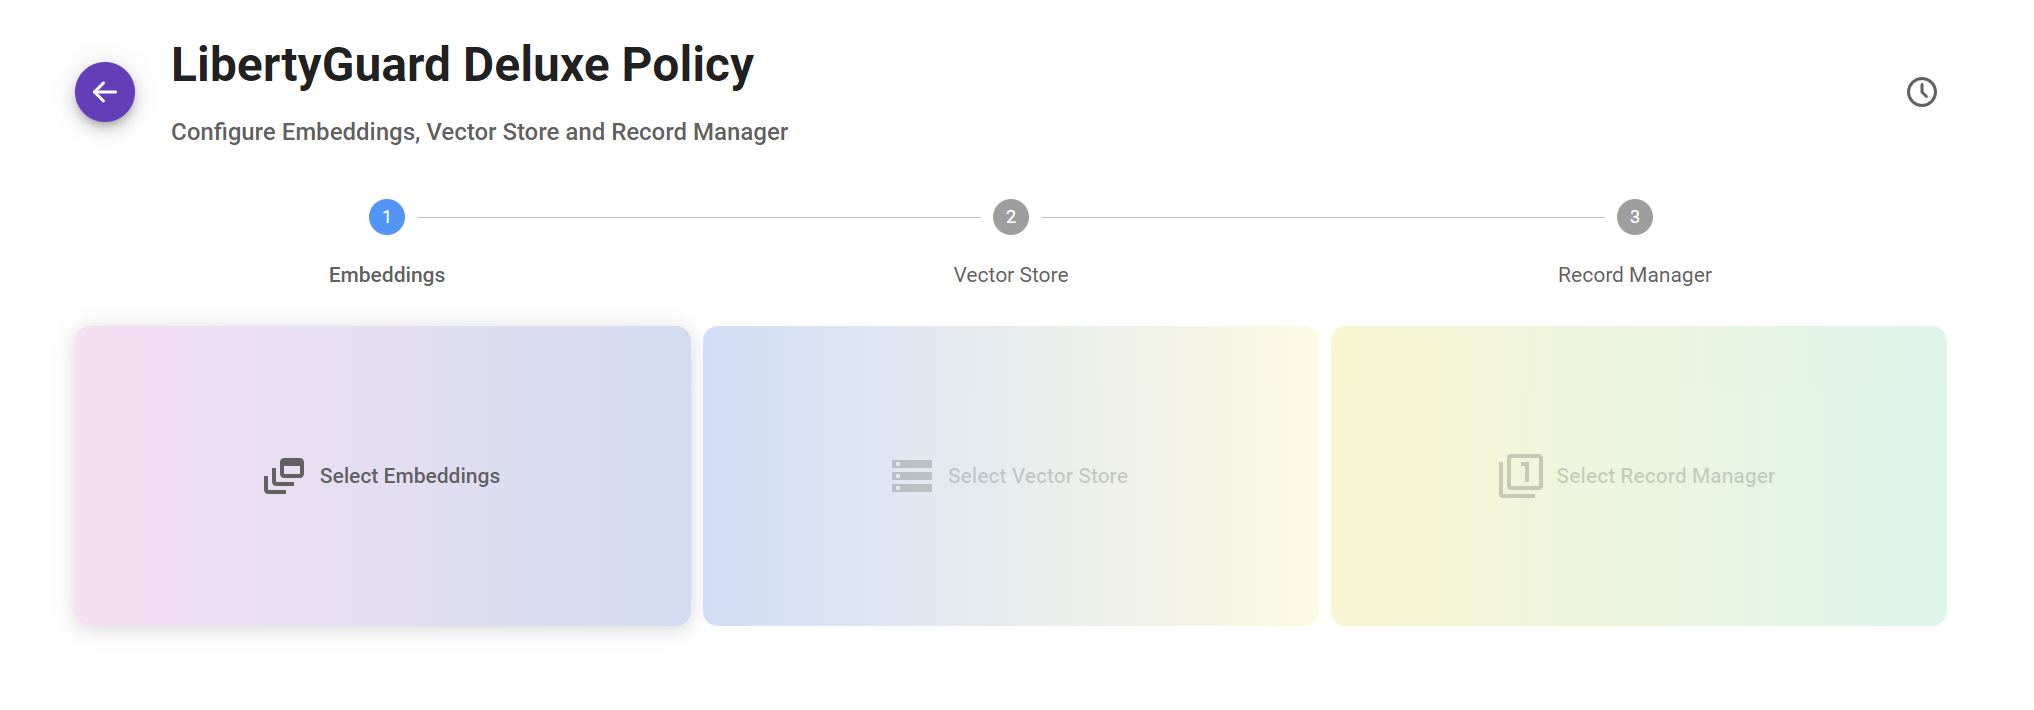 LibertyGuard Deluxe Policy
Configure Embeddings, Vector Store and Record Manager
1
2
3
Embeddings
Vector Store
Record Manager
Select Embeddings
Select Vector Store
1
Select Record Manager